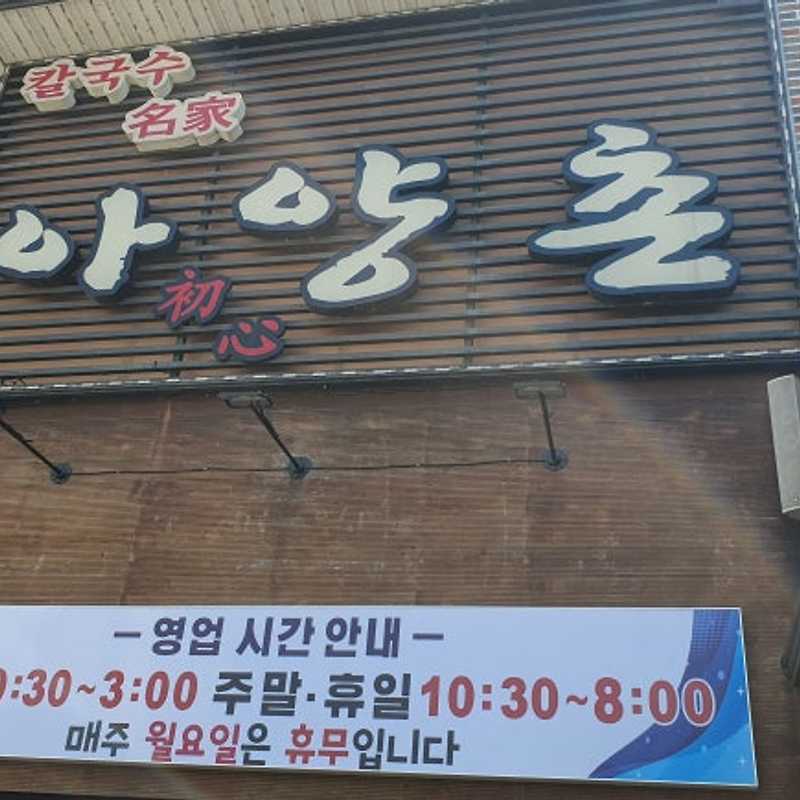 칼국수
名家
아양촌
初心
- 영업 시간 안내 -
0:30~3:00 주말·휴일 10:30~8:00
매주 월요일은 휴무입니다